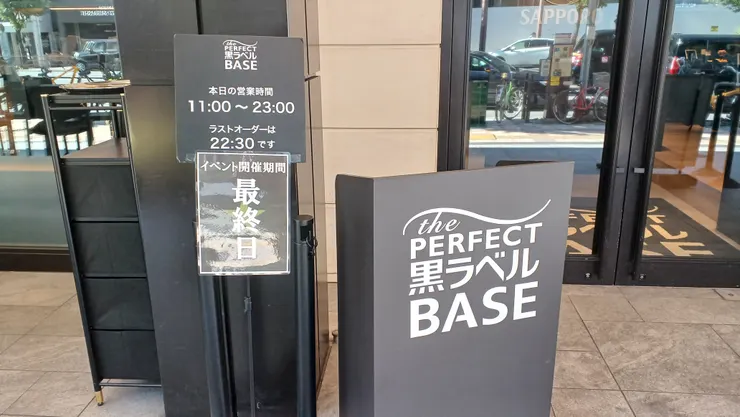 the
PERFECT
黒ラベル
BASE
本日の営業時間
11:00 ～ 23:00
ラストオーダーは
22:30 です
イベント開催期間
最終日
SAPPORO
the
PERFECT
黒ラベル
BASE